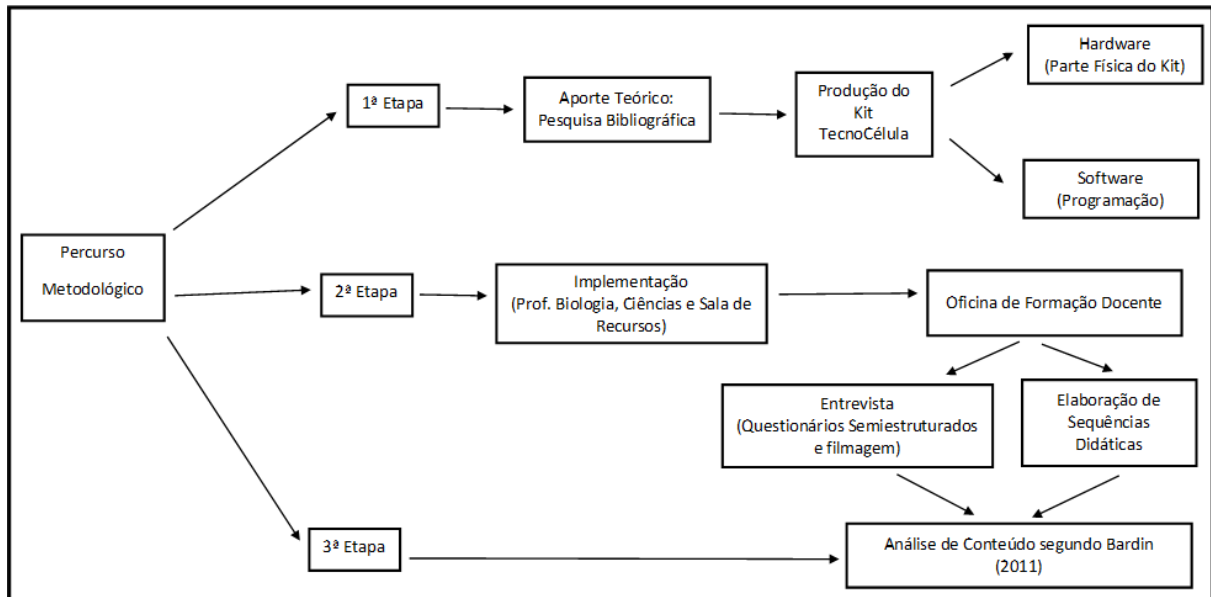 Percurso
Metodológico
1ª Etapa
Aporte Teórico:
Pesquisa Bibliográfica
Produção do
Kit
TecnoCélula
Hardware
(Parte Física do Kit)
Software
(Programação)
2ª Etapa
Implementação
(Prof. Biologia, Ciências e Sala de
Recursos)
Oficina de Formação Docente
Entrevista
(Questionários Semiestruturados
e filmagem)
Elaboração de
Sequências
Didáticas
3ª Etapa
Análise de Conteúdo segundo Bardin
(2011)